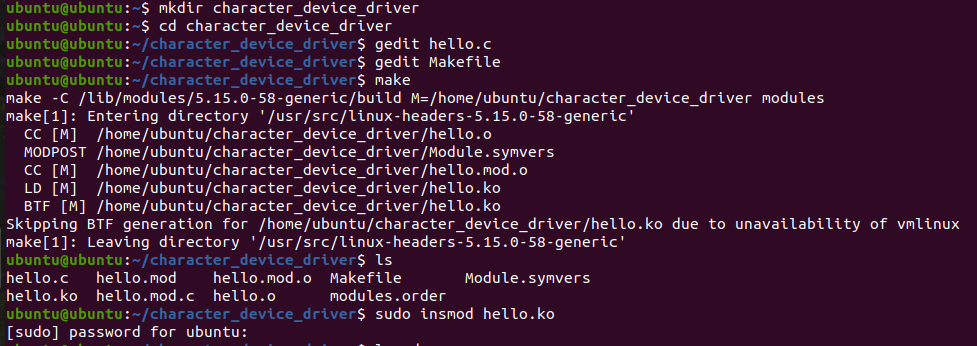 ubuntu@ubuntu:~$ mkdir character_device_driver
ubuntu@ubuntu:~$ cd character_device_driver
ubuntu@ubuntu:~/character_device_driver$ gedit hello.c
ubuntu@ubuntu:~/character_device_driver$ gedit Makefile
ubuntu@ubuntu:~/character_device_driver$ make
make -C /lib/modules/5.15.0-58-generic/build M=/home/ubuntu/character_device_driver modules
make[1]: Entering directory '/usr/src/linux-headers-5.15.0-58-generic'
  CC [M]  /home/ubuntu/character_device_driver/hello.o
  MODPOST /home/ubuntu/character_device_driver/Module.symvers
  CC [M]  /home/ubuntu/character_device_driver/hello.mod.o
  LD [M]  /home/ubuntu/character_device_driver/hello.ko
  BTF [M] /home/ubuntu/character_device_driver/hello.ko
Skipping BTF generation for /home/ubuntu/character_device_driver/hello.ko due to unavailability of vmlinux
make[1]: Leaving directory '/usr/src/linux-headers-5.15.0-58-generic'
ubuntu@ubuntu:~/character_device_driver$ ls
hello.c   hello.mod    hello.mod.o  Makefile       Module.symvers
hello.ko  hello.mod.c  hello.o      modules.order
ubuntu@ubuntu:~/character_device_driver$ sudo insmod hello.ko
[sudo] password for ubuntu: